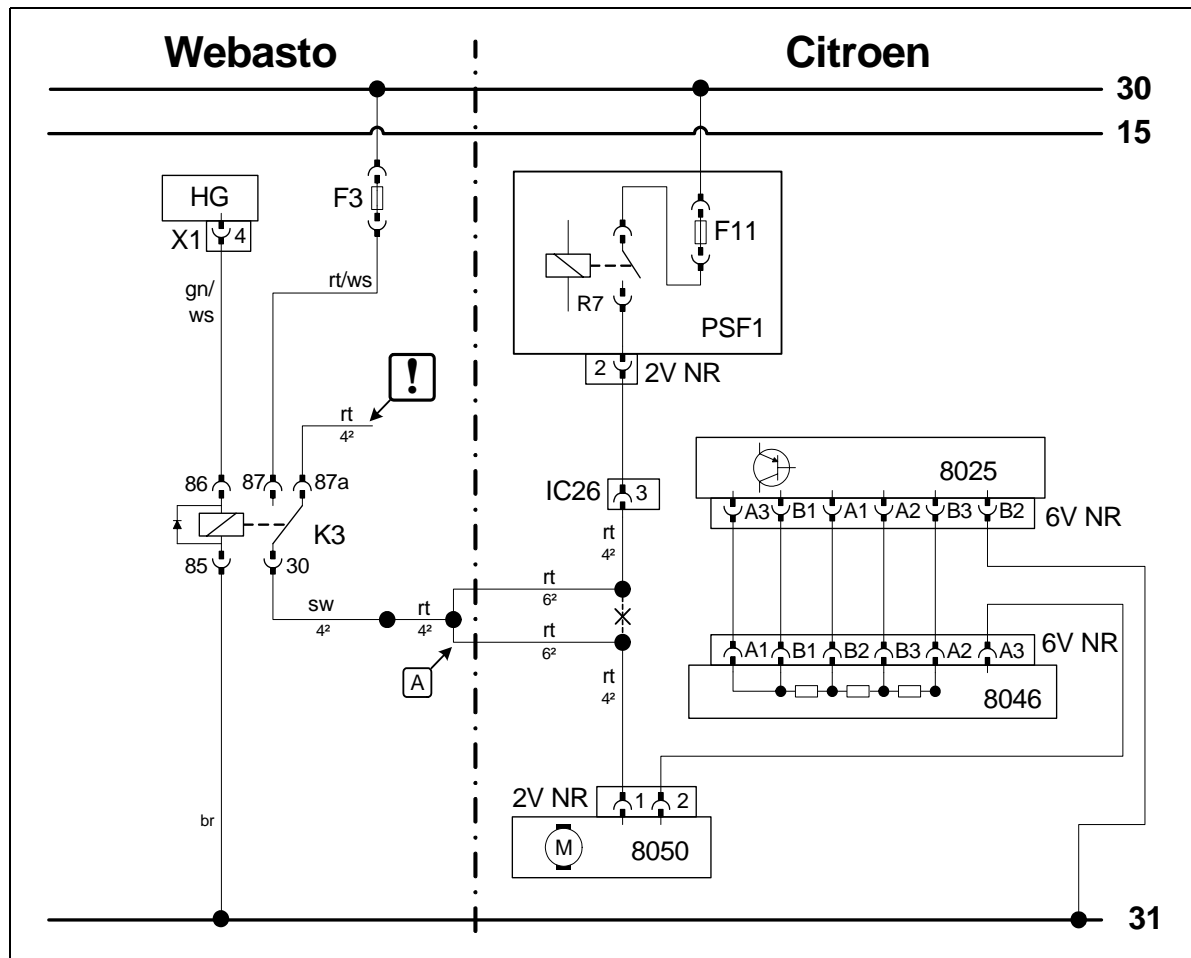 Webasto
Citroen
30
15
HG
X1 4
F3
F11
gn/
ws
rt/ws
R7
PSF1
2 2V NR
!
rt
4²
8025
IC26 3
A3 B1 A1 A2 B3 B2 6V NR
86 87 87a
K3
85 30
rt
4²
sw
4²
rt
4²
rt
6²
rt
6²
A
rt
4²
A1 B1 B2 B3 A2 A3 6V NR
8046
2V NR 1 2
M
8050
br
31